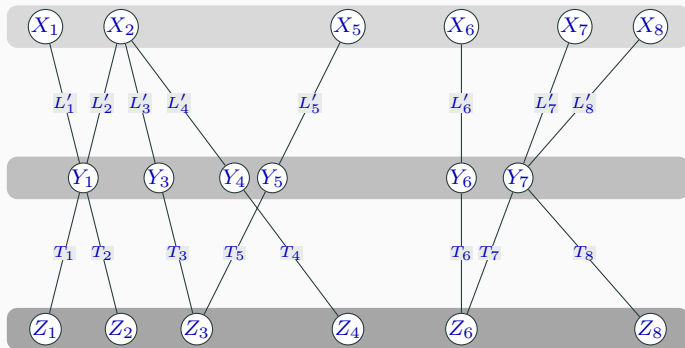 X₁ X₂ X₅ X₆ X₇ X₈
L′₁ L′₂ L′₃ L′₄ L′₅ L′₆ L′₇ L′₈
Y₁ Y₃ Y₄ Y₅ Y₆ Y₇
T₁ T₂ T₃ T₅ T₄ T₆ T₇ T₈
Z₁ Z₂ Z₃ Z₄ Z₆ Z₈